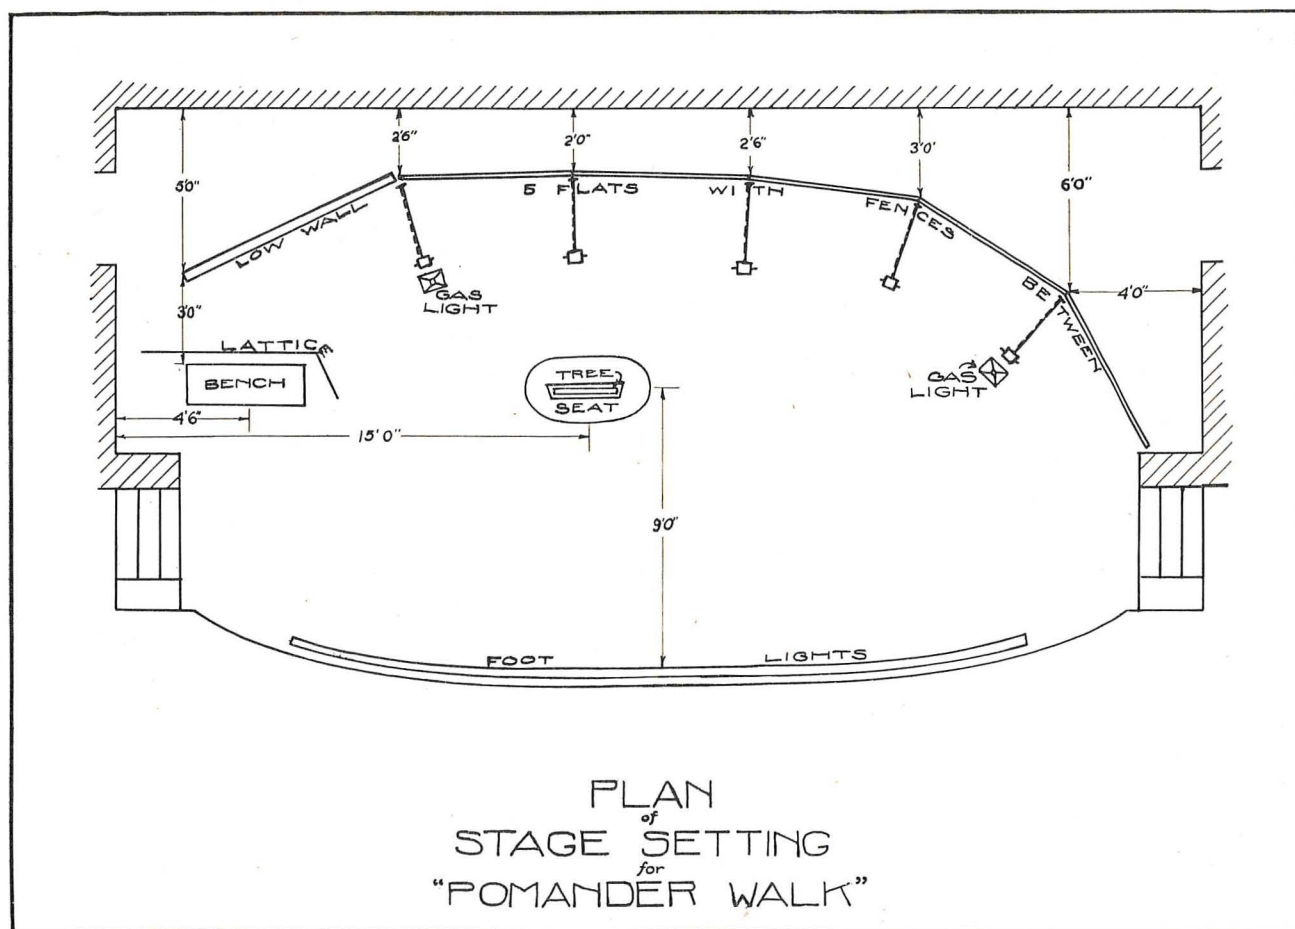 2'6"
2'0"
2'6"
3'0'
5'0"
6'0"
5 FLATS WITH FENCES BETWEEN
LOW WALL
4'0"
GAS
LIGHT
3'0"
LATTICE
BENCH
TREE
SEAT
GAS
LIGHT
4'6"
15'0"
9'0"
FOOT LIGHTS
PLAN
of
STAGE SETTING
for
"POMANDER WALK"